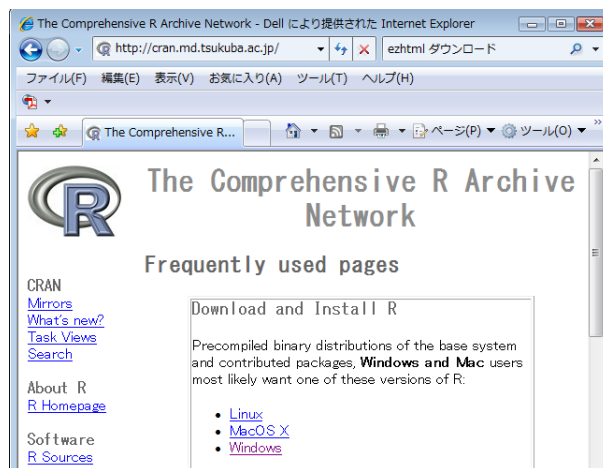 The Comprehensive R Archive Network - Dell により提供された Internet Explorer
http://cran.md.tsukuba.ac.jp/
ezhtml ダウンロード
ファイル(F) 編集(E) 表示(V) お気に入り(A) ツール(T) ヘルプ(H)
The Comprehensive R...
ページ(P)
ツール(O)
»
R
The Comprehensive R Archive
Network
Frequently used pages
CRAN
Mirrors
What's new?
Task Views
Search
About R
R Homepage
Software
R Sources
Download and Install R
Precompiled binary distributions of the base system
and contributed packages, Windows and Mac users
most likely want one of these versions of R:
• Linux
• MacOS X
• Windows